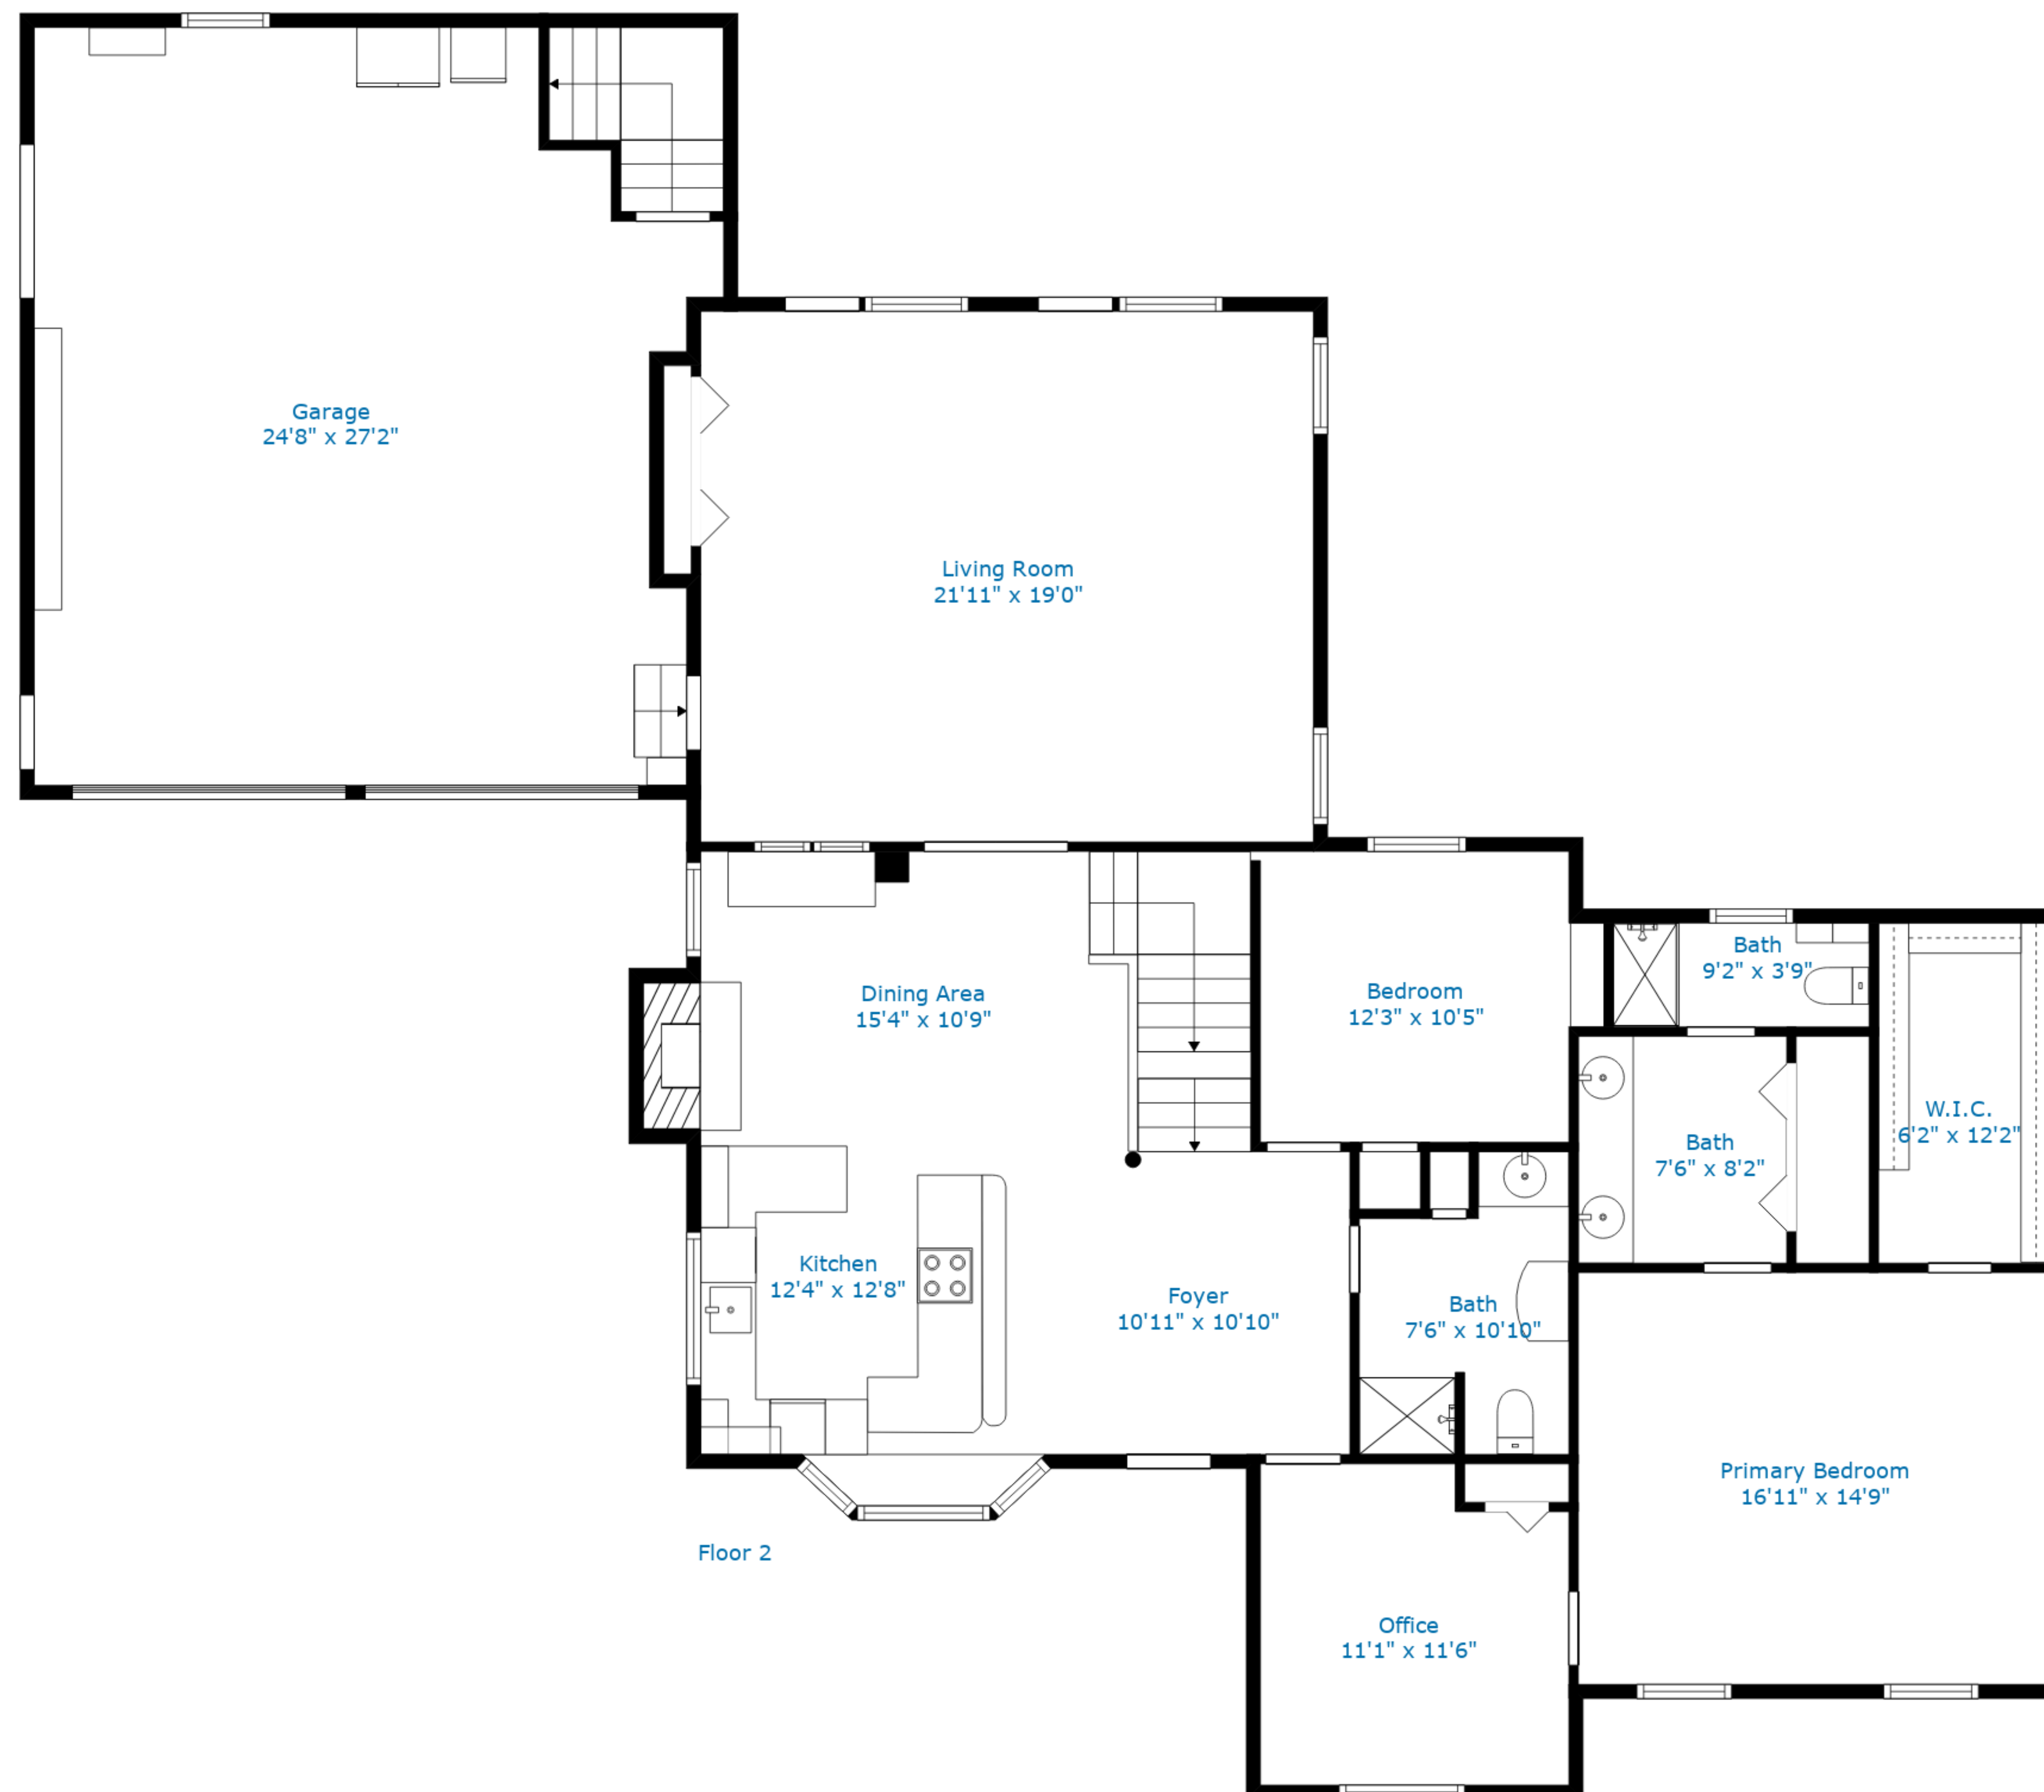 Garage
24'8" x 27'2"
Living Room
21'11" x 19'0"
Dining Area
15'4" x 10'9"
Bedroom
12'3" x 10'5"
Bath
9'2" x 3'9"
W.I.C.
6'2" x 12'2"
Bath
7'6" x 8'2"
Kitchen
12'4" x 12'8"
Foyer
10'11" x 10'10"
Bath
7'6" x 10'10"
Primary Bedroom
16'11" x 14'9"
Floor 2
Office
11'1" x 11'6"